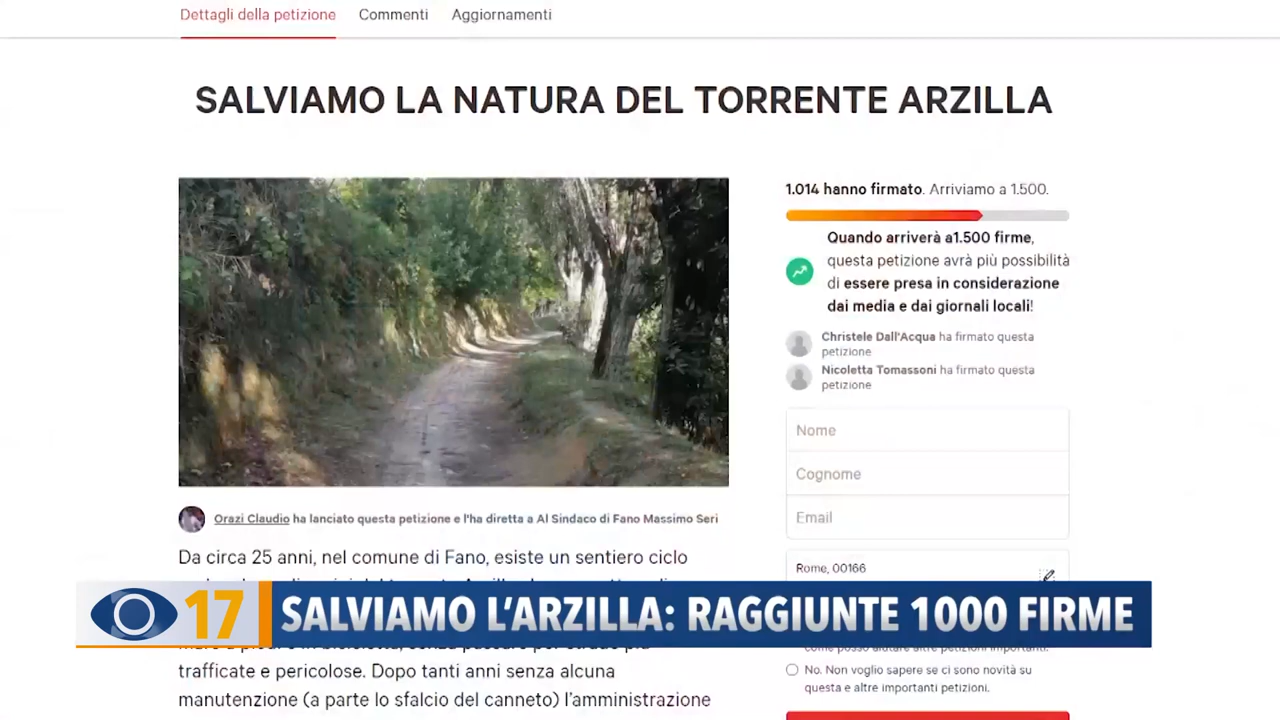 Dettagli della petizione Commenti Aggiornamenti
SALVIAMO LA NATURA DEL TORRENTE ARZILLA
1.014 hanno firmato. Arriviamo a 1.500.
Quando arriverà a1.500 firme,
questa petizione avrà più possibilità
di essere presa in considerazione
dai media e dai giornali locali!
Christele Dall'Acqua ha firmato questa
petizione
Nicoletta Tomassoni ha firmato questa
petizione
Nome
Cognome
Email
Rome, 00166
Orazi Claudio ha lanciato questa petizione e l'ha diretta a Al Sindaco di Fano Massimo Seri
Da circa 25 anni, nel comune di Fano, esiste un sentiero ciclo
17 SALVIAMO L'ARZILLA: RAGGIUNTE 1000 FIRME
trafficate e pericolose. Dopo tanti anni senza alcuna
manutenzione (a parte lo sfalcio del canneto) l'amministrazione
No. Non voglio sapere se ci sono novità su
questa e altre importanti petizioni.